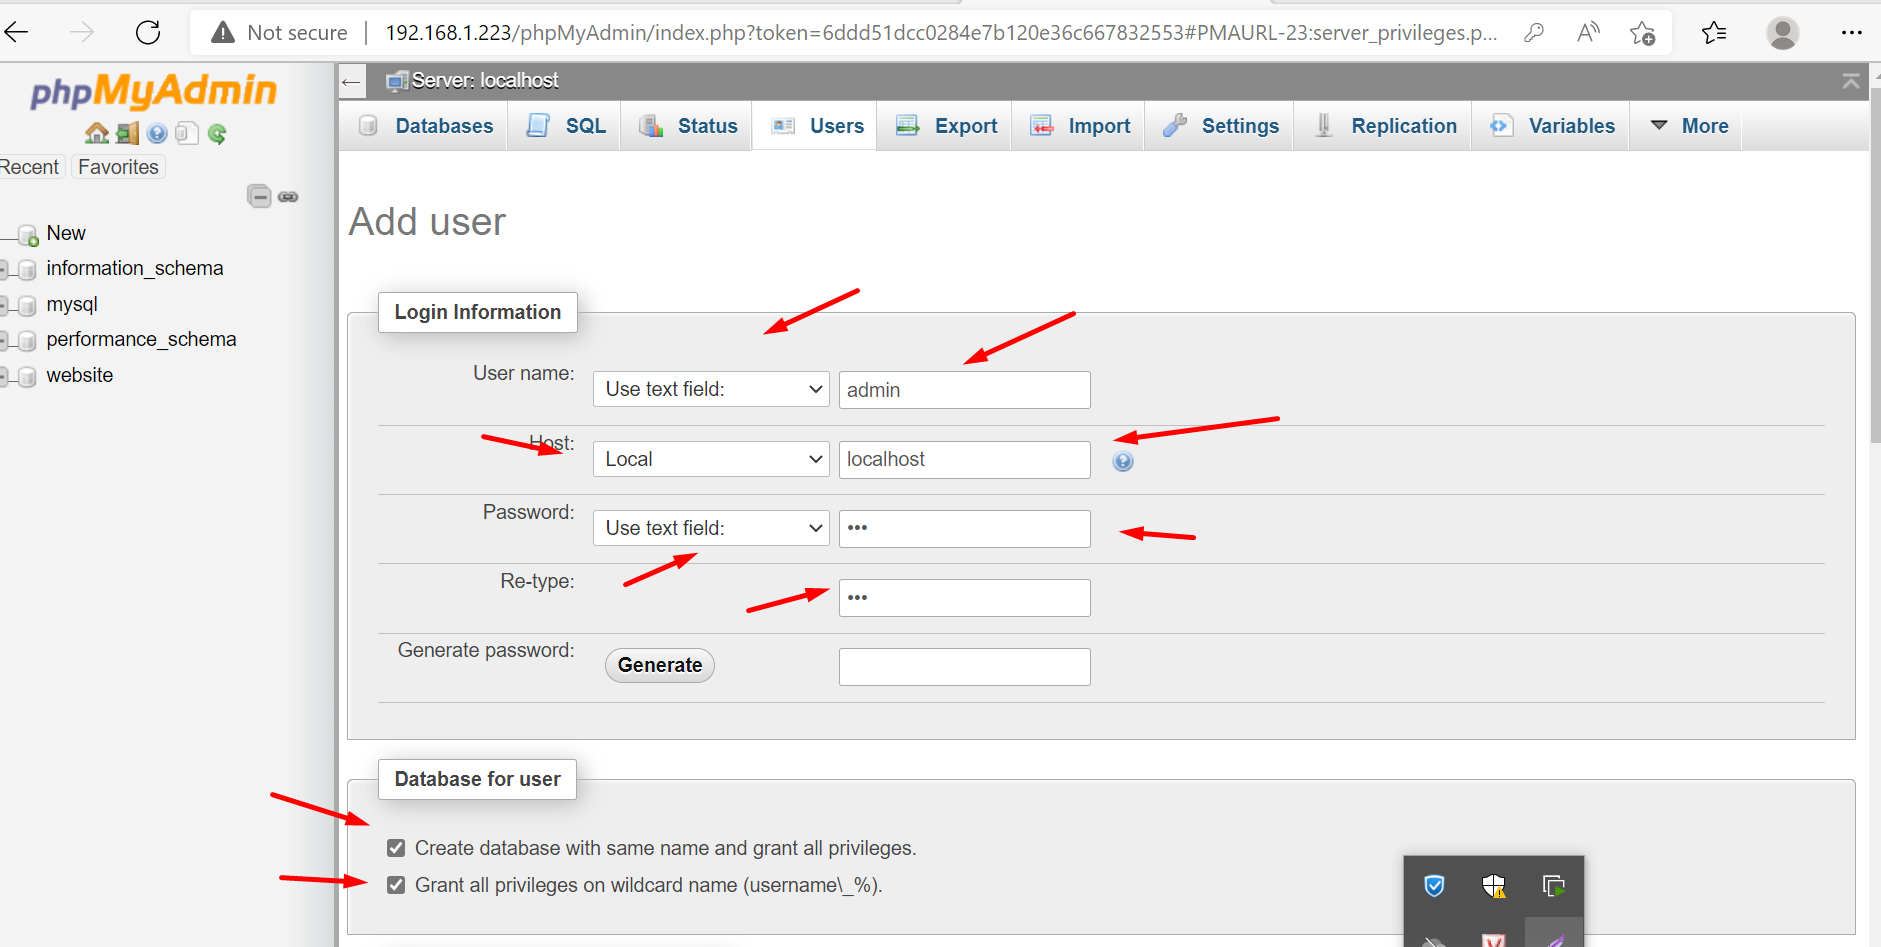 Not secure | 192.168.1.223/phpMyAdmin/index.php?token=6ddd51dcc0284e7b120e36c667832553#PMAURL-23:server_privileges.p...
phpMyAdmin
Recent Favorites
New
information_schema
mysql
performance_schema
website
Server: localhost
Databases SQL Status Users Export Import Settings Replication Variables More
Add user
Login Information
User name: Use text field: admin
Host: Local localhost
Password: Use text field: •••
Re-type: •••
Generate password: Generate
Database for user
Create database with same name and grant all privileges.
Grant all privileges on wildcard name (username\_%).